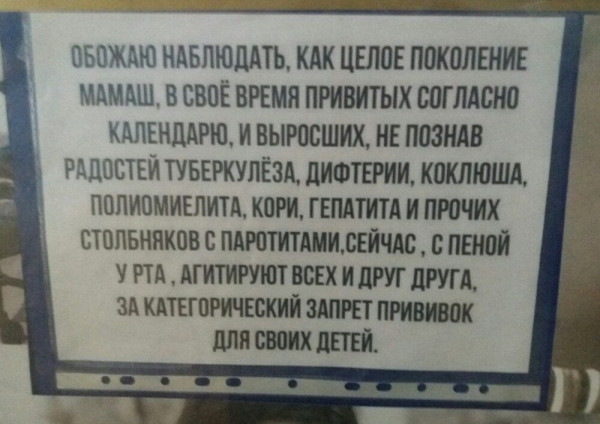 ОБОЖАЮ НАБЛЮДАТЬ, КАК ЦЕЛОЕ ПОКОЛЕНИЕ
МАМАШ, В СВОЁ ВРЕМЯ ПРИВИТЫХ СОГЛАСНО
КАЛЕНДАРЮ, И ВЫРОСШИХ, НЕ ПОЗНАВ
РАДОСТЕЙ ТУБЕРКУЛЁЗА, ДИФТЕРИИ, КОКЛЮША,
ПОЛИОМИЕЛИТА, КОРИ, ГЕПАТИТА И ПРОЧИХ
СТОЛБНЯКОВ С ПАРОТИТАМИ,СЕЙЧАС , С ПЕНОЙ
У РТА , АГИТИРУЮТ ВСЕХ И ДРУГ ДРУГА,
ЗА КАТЕГОРИЧЕСКИЙ ЗАПРЕТ ПРИВИВОК
ДЛЯ СВОИХ ДЕТЕЙ.